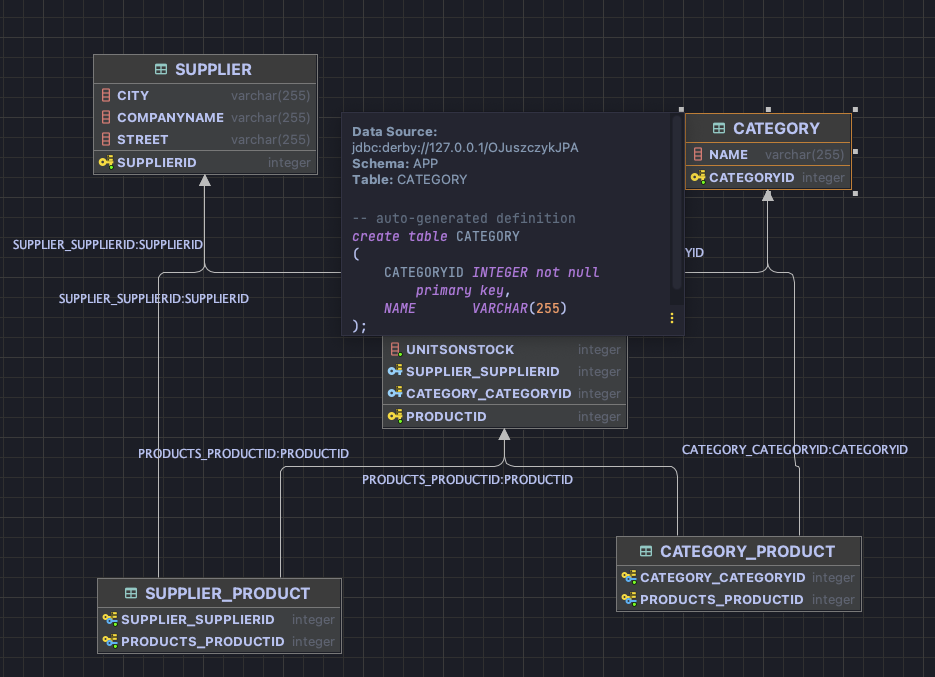 SUPPLIER
CITY varchar(255)
COMPANYNAME varchar(255)
STREET varchar(255)
SUPPLIERID integer
Data Source:
jdbc:derby://127.0.0.1/OJuszczykJPA
Schema: APP
Table: CATEGORY
-- auto-generated definition
create table CATEGORY
(
CATEGORYID INTEGER not null
primary key,
NAME VARCHAR(255)
);
CATEGORY
NAME varchar(255)
CATEGORYID integer
SUPPLIER_SUPPLIERID:SUPPLIERID
YID
SUPPLIER_SUPPLIERID:SUPPLIERID
UNITSONSTOCK integer
SUPPLIER_SUPPLIERID integer
CATEGORY_CATEGORYID integer
PRODUCTID integer
PRODUCTS_PRODUCTID:PRODUCTID
CATEGORY_CATEGORYID:CATEGORYID
PRODUCTS_PRODUCTID:PRODUCTID
CATEGORY_PRODUCT
CATEGORY_CATEGORYID integer
PRODUCTS_PRODUCTID integer
SUPPLIER_PRODUCT
SUPPLIER_SUPPLIERID integer
PRODUCTS_PRODUCTID integer